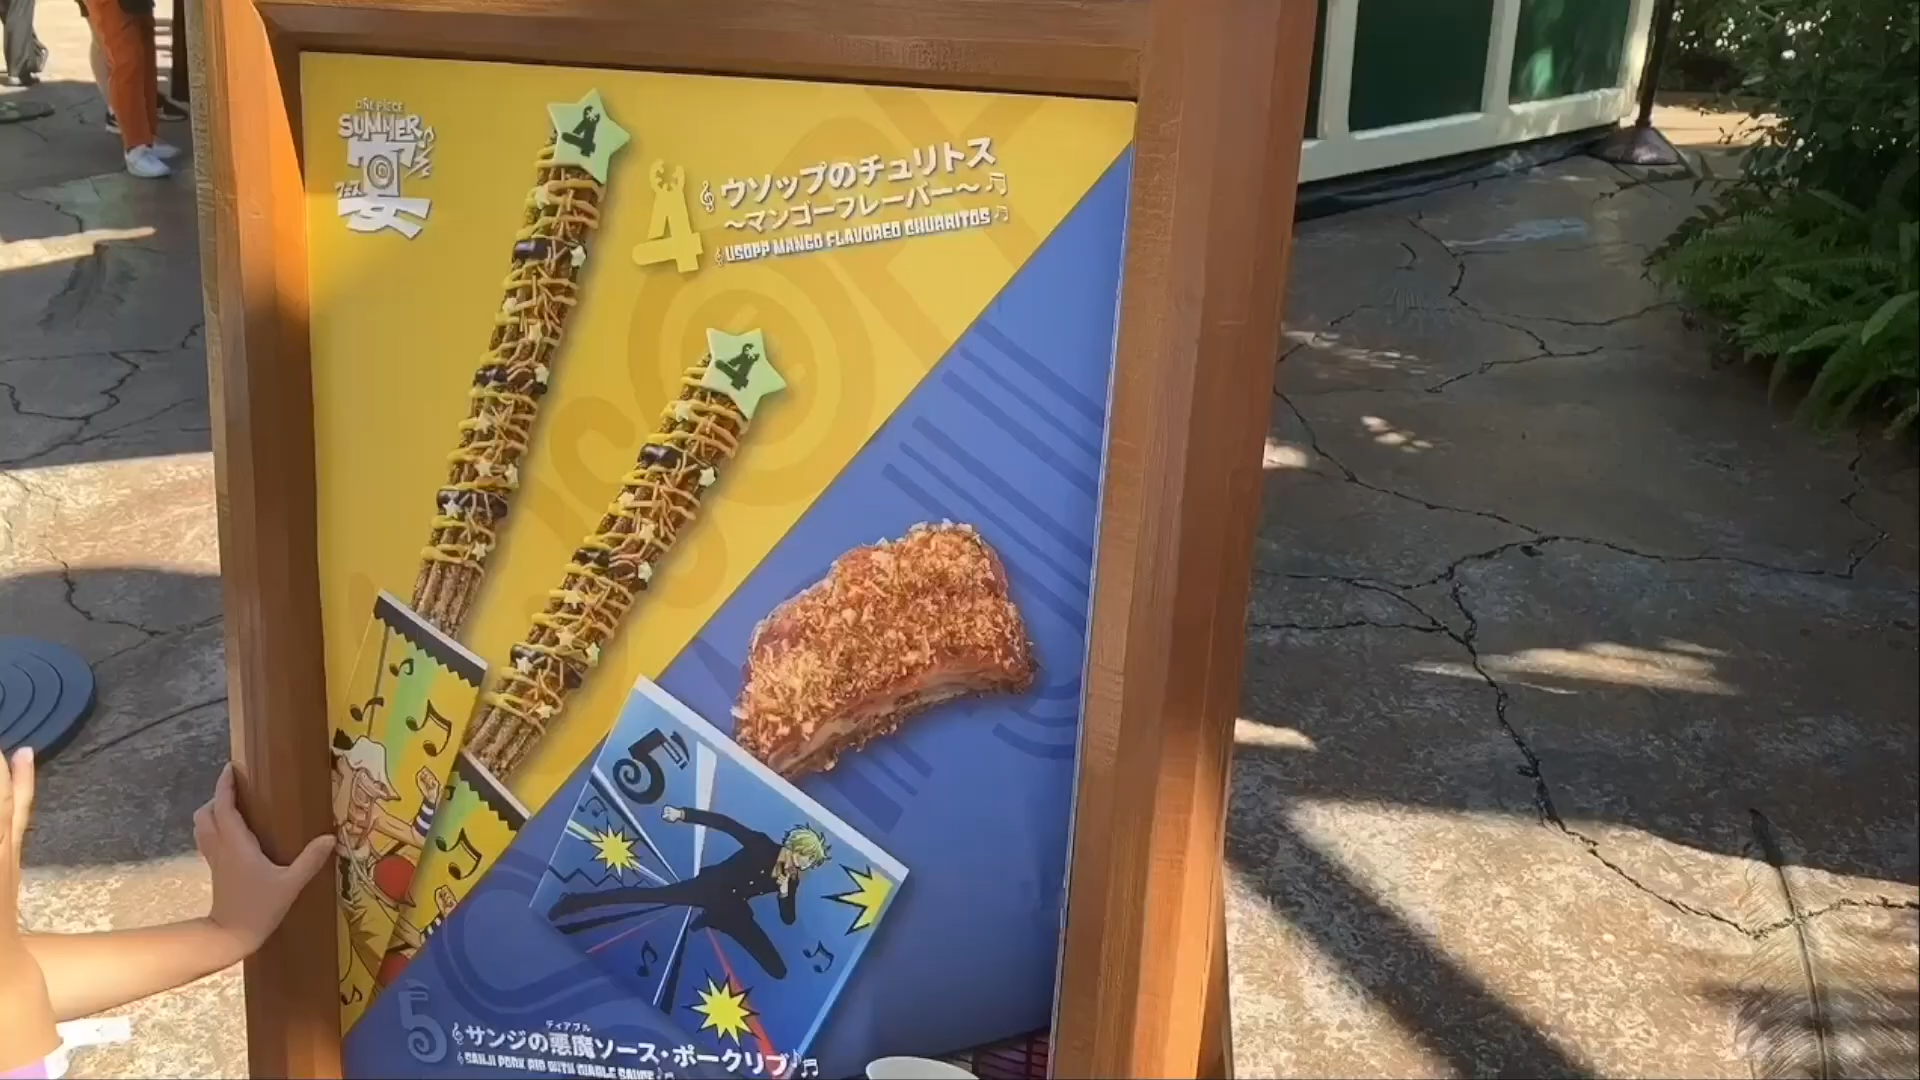 ONE PIECE
SUMMER
フェス
宴
4
4
ウソップのチュリトス
～マンゴーフレーバー～
USOPP MANGO FLAVORED CHURRITOS
4
5
5
ディアブル
サンジの悪魔ソース・ポークリブ
SANJI PORK RIB WITH DIABLE SAUCE